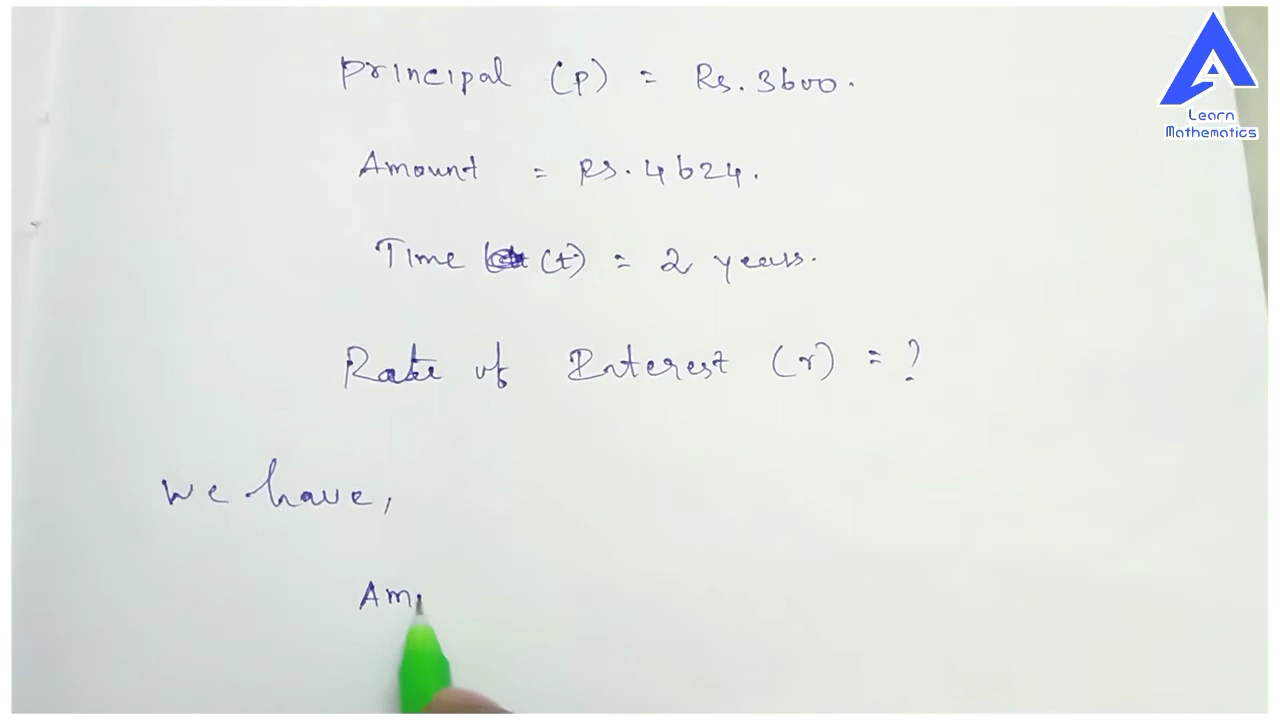 Principal (P) = Rs. 3600.
Learn
Mathematics
Amount = Rs. 4624.
Time (t) = 2 years.
Rate of Interest (r) = ?
We have,
Am